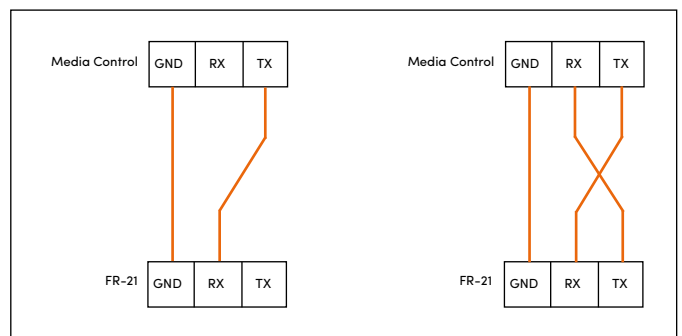 Media Control GND RX TX
FR-21 GND RX TX
Media Control GND RX TX
FR-21 GND RX TX